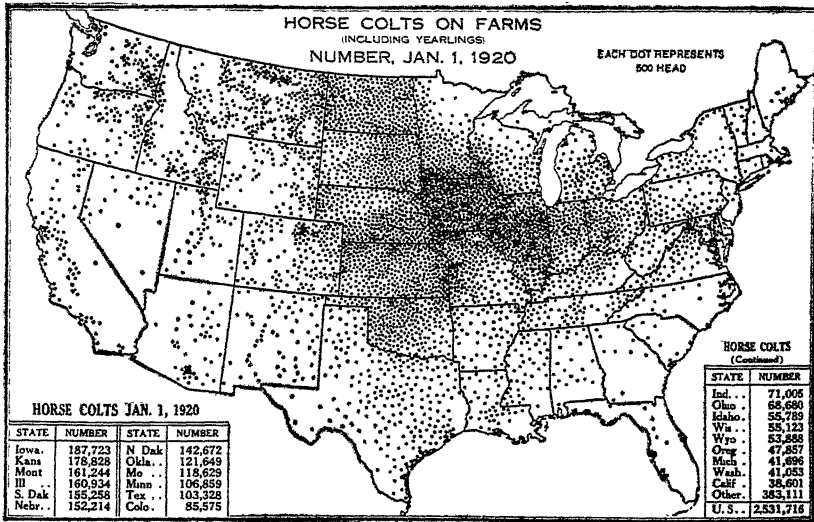 HORSE COLTS ON FARMS
(INCLUDING YEARLINGS)
NUMBER, JAN. 1, 1920
EACH DOT REPRESENTS
500 HEAD
HORSE COLTS JAN. 1, 1920
STATE NUMBER STATE NUMBER
Iowa. 187,723 N Dak 142,672
Kans 178,828 Okla. . 121,649
Mont 161,244 Mo . . . 118,629
Ill 160,934 Minn . 106,859
S. Dak 155,258 Tex . . . 103,328
Nebr. . 152,214 Colo. 85,575
HORSE COLTS
(Continued)
STATE NUMBER
Ind. . . 71,005
Ohio . 68,680
Idaho. 55,789
Wis . . 55,123
Wyo 53,888
Oreg . 47,857
Mich . 41,696
Wash. 41,053
Calif . 38,601
Other. 383,111
U. S. . 2,531,716